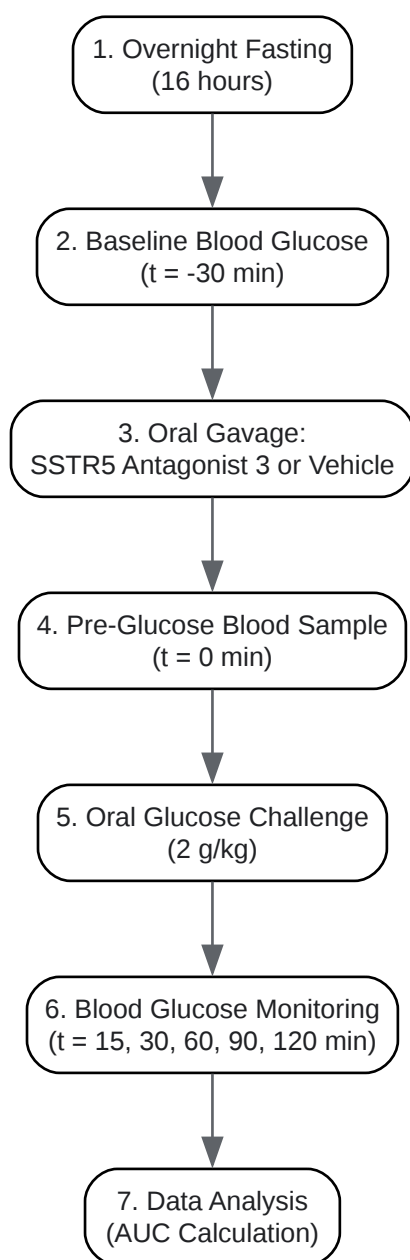 1. Overnight Fasting
(16 hours)
2. Baseline Blood Glucose
(t = -30 min)
3. Oral Gavage:
SSTR5 Antagonist 3 or Vehicle
4. Pre-Glucose Blood Sample
(t = 0 min)
5. Oral Glucose Challenge
(2 g/kg)
6. Blood Glucose Monitoring
(t = 15, 30, 60, 90, 120 min)
7. Data Analysis
(AUC Calculation)